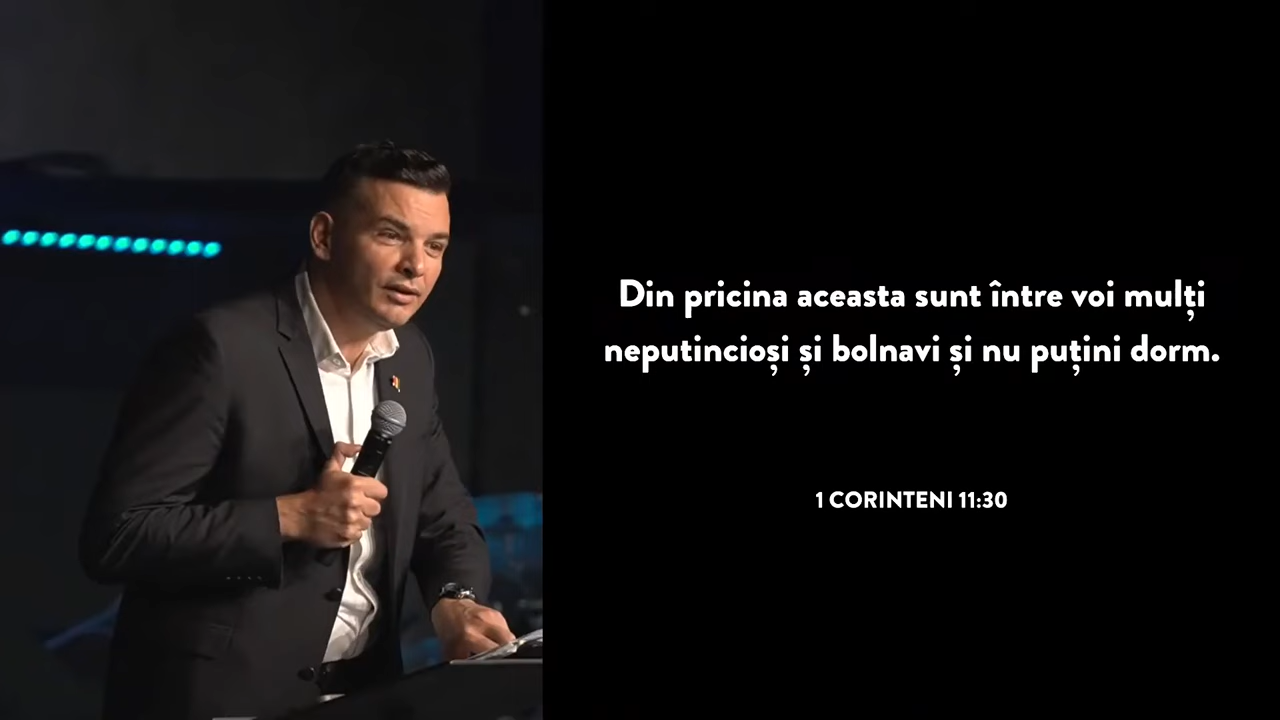 Din pricina aceasta sunt între voi mulți
neputincioși și bolnavi și nu puțini dorm.
1 CORINTENI 11:30